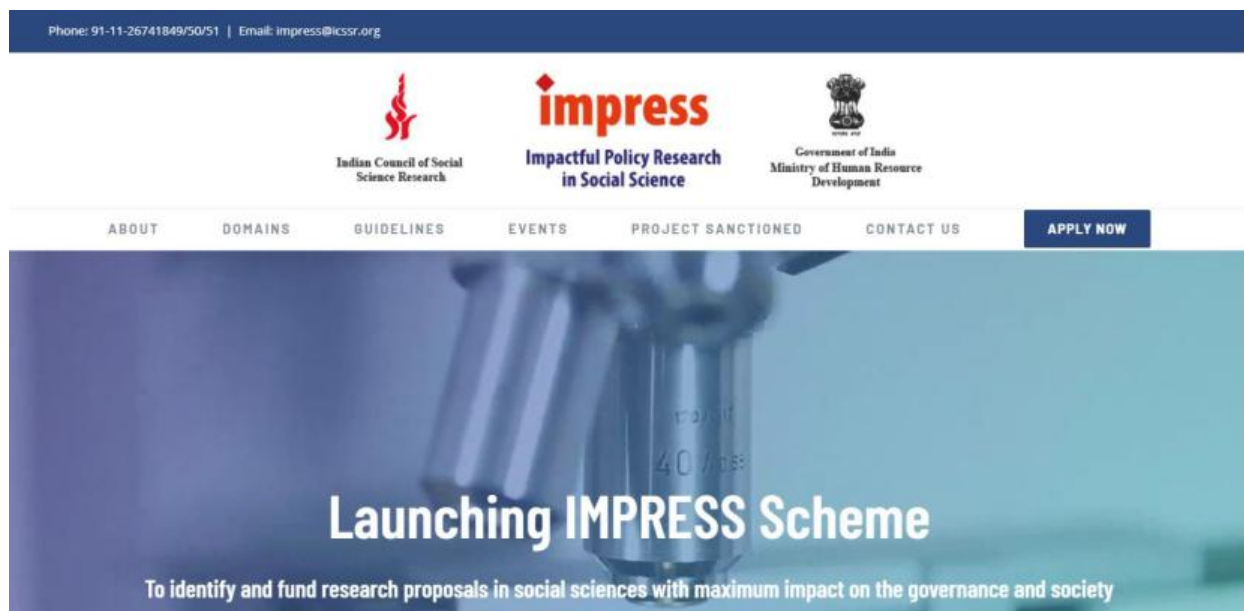 Phone: 91-11-26741849/50/51 | Email: impress@icssr.org
Indian Council of Social
Science Research
impress
Impactful Policy Research
in Social Science
Government of India
Ministry of Human Resource
Development
ABOUT DOMAINS GUIDELINES EVENTS PROJECT SANCTIONED CONTACT US APPLY NOW
40
Launching IMPRESS Scheme
To identify and fund research proposals in social sciences with maximum impact on the governance and society